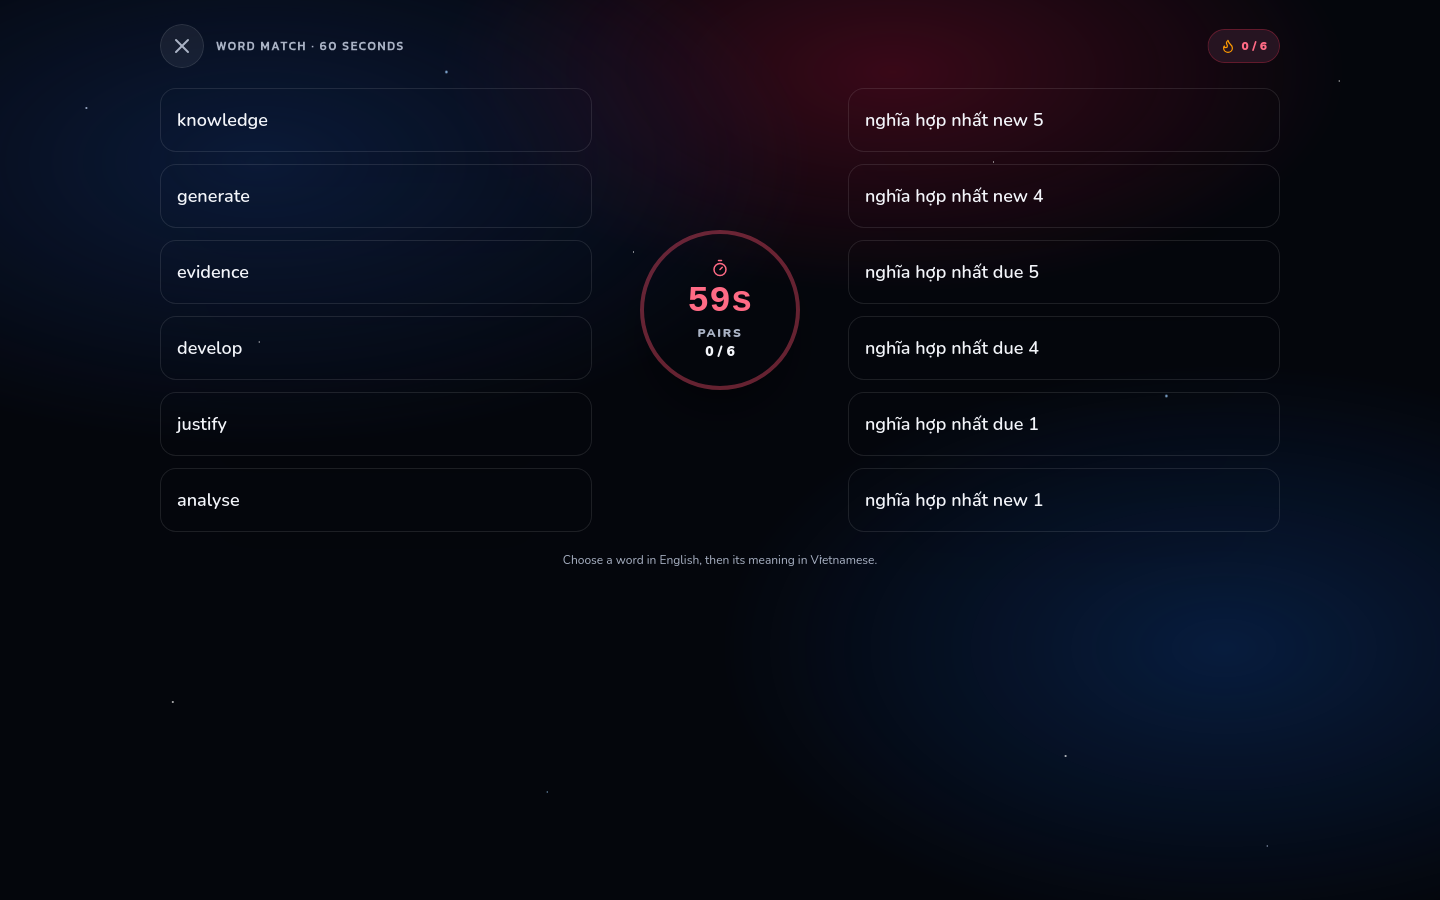 WORD MATCH · 60 SECONDS
0 / 6
knowledge
generate
evidence
develop
justify
analyse
59s
PAIRS
0 / 6
nghĩa hợp nhất new 5
nghĩa hợp nhất new 4
nghĩa hợp nhất due 5
nghĩa hợp nhất due 4
nghĩa hợp nhất due 1
nghĩa hợp nhất new 1
Choose a word in English, then its meaning in Vietnamese.